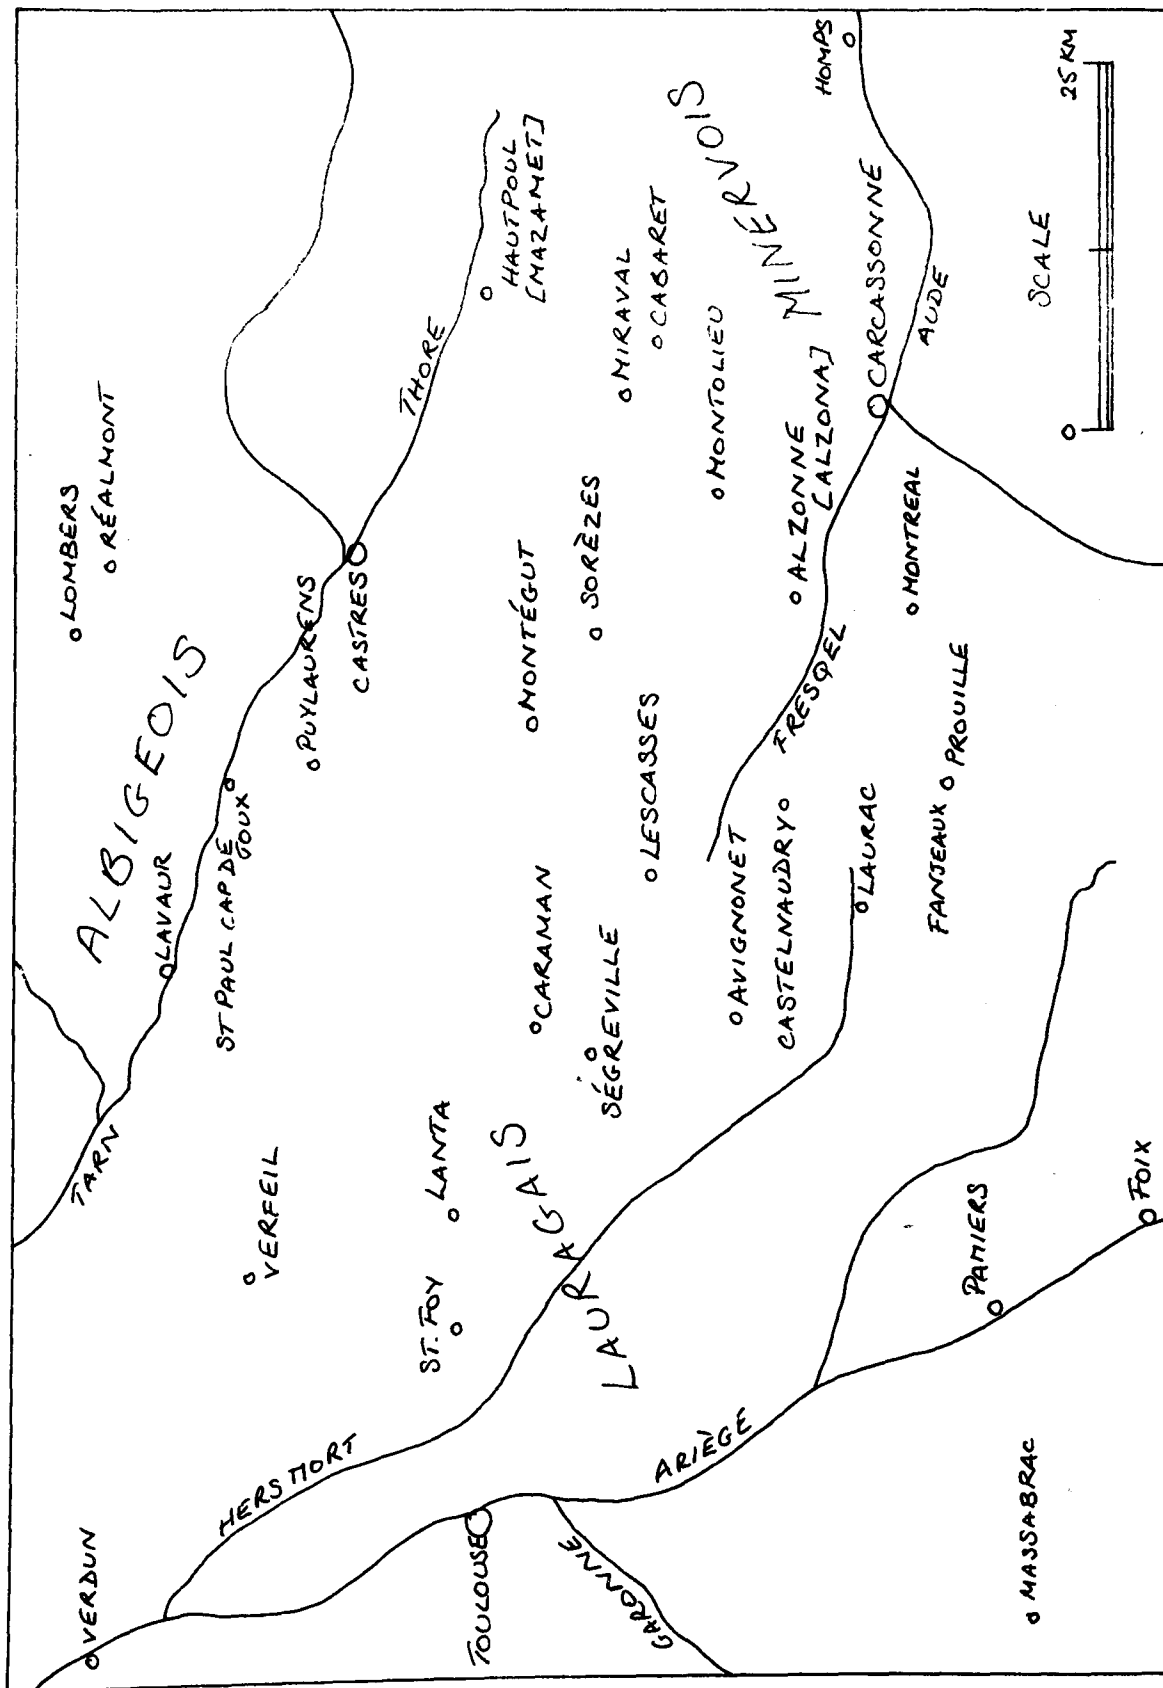 VERDUN
TARN
ALBIGEOIS
LOMBERS
RÉALMONT
LAVAUR
ST PAUL CAP DE
JOUX
PUYLAURENS
CASTRES
THORE
HAUTPOUL
[MAZAMET]
HERS MORT
VERFEIL
ST. FOY
LANTA
CARAMAN
MONTÉGUT
SORÈZES
MIRAVAL
CABARET
MINÉRVOIS
HOMPS
TOULOUSE
LAURAGAIS
SÉGREVILLE
LESCASSES
MONTOLIEU
GARONNE
ARIÈGÉ
AVIGNONET
CASTELNAUDRY
FRESQEL
ALZONNE
[ALZONA]
CARCASSONNE
AUDE
LAURAC
FANJEAUX
PROUILLE
MONTREAL
PAMIERS
FOIX
MASSABRAC
SCALE
0
25 KM